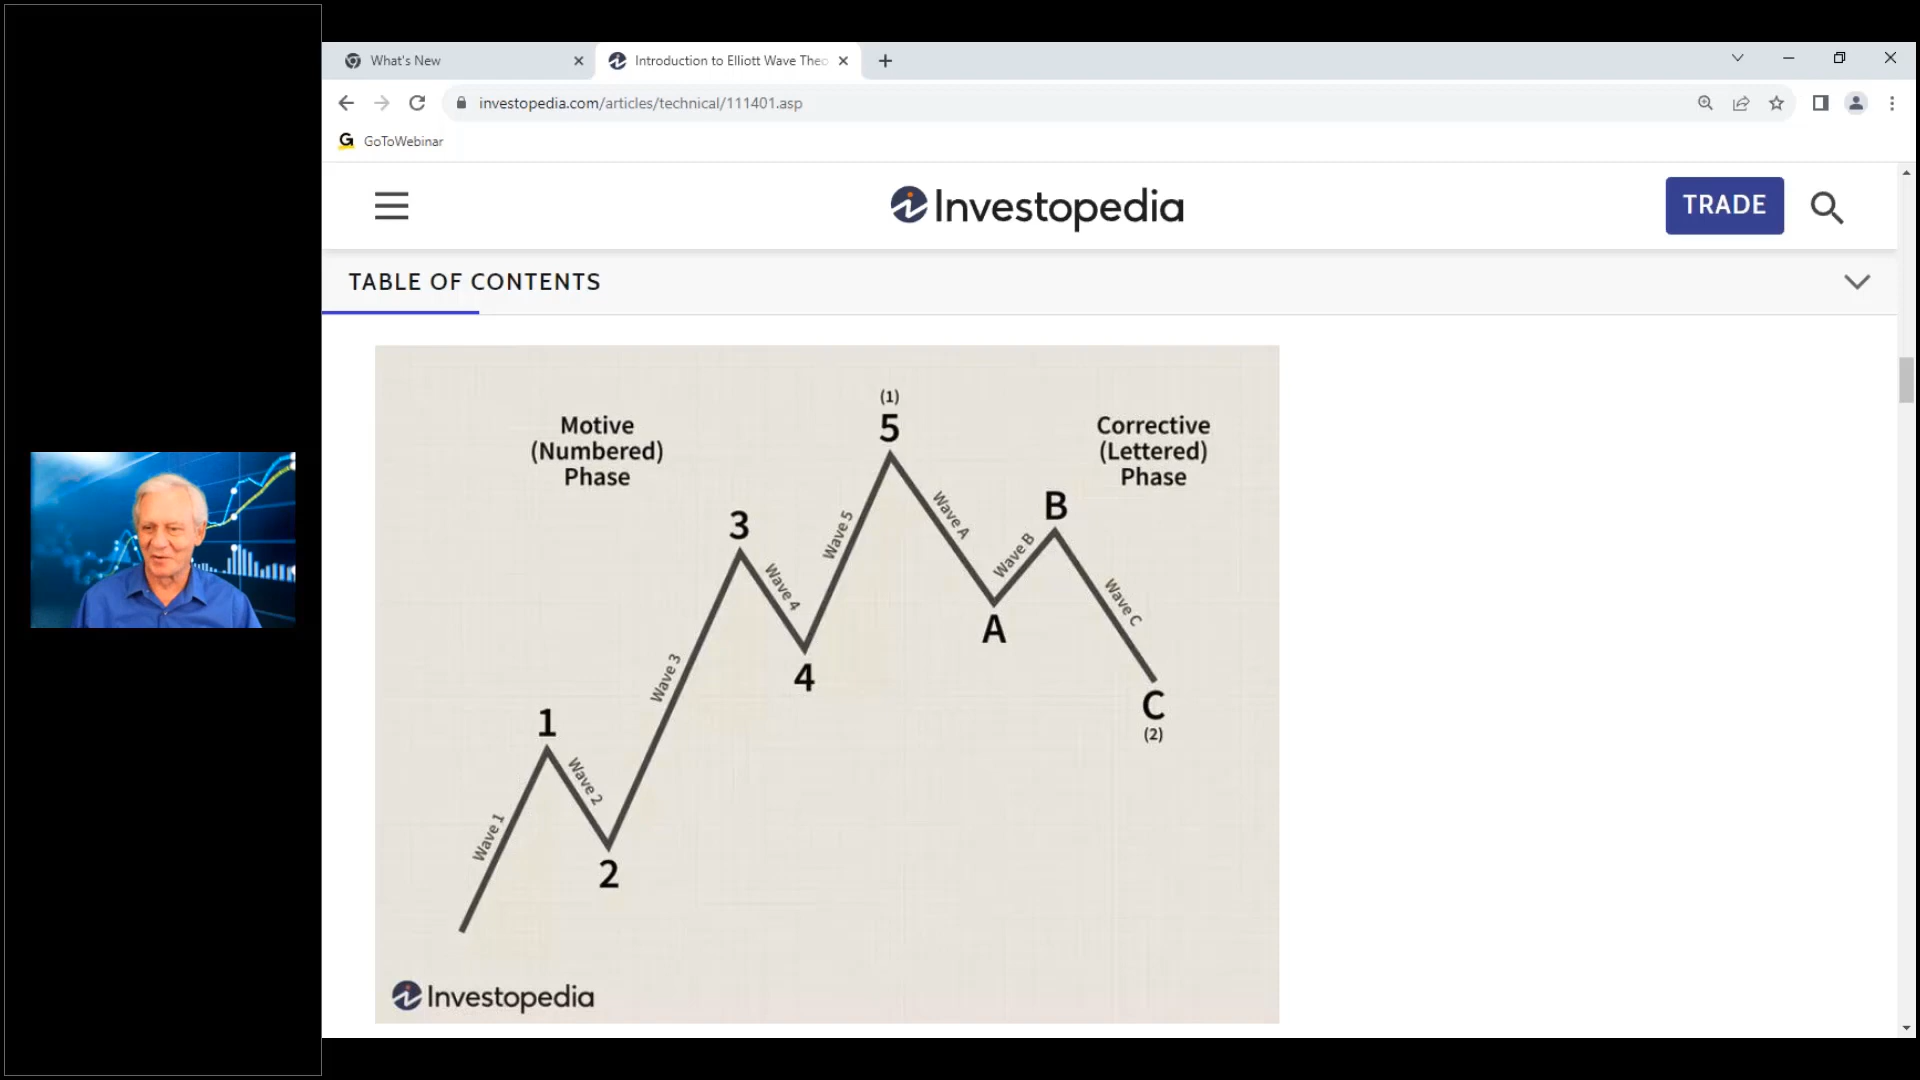 What's New
Introduction to Elliott Wave Theo
investopedia.com/articles/technical/111401.asp
G GoToWebinar
Investopedia
TRADE
TABLE OF CONTENTS
Motive
(Numbered)
Phase
(1)
5
Corrective
(Lettered)
Phase
3
B
Wave 5
Wave A
Wave B
Wave 4
Wave C
A
4
Wave 3
1
C
(2)
Wave 2
Wave 1
2
Investopedia